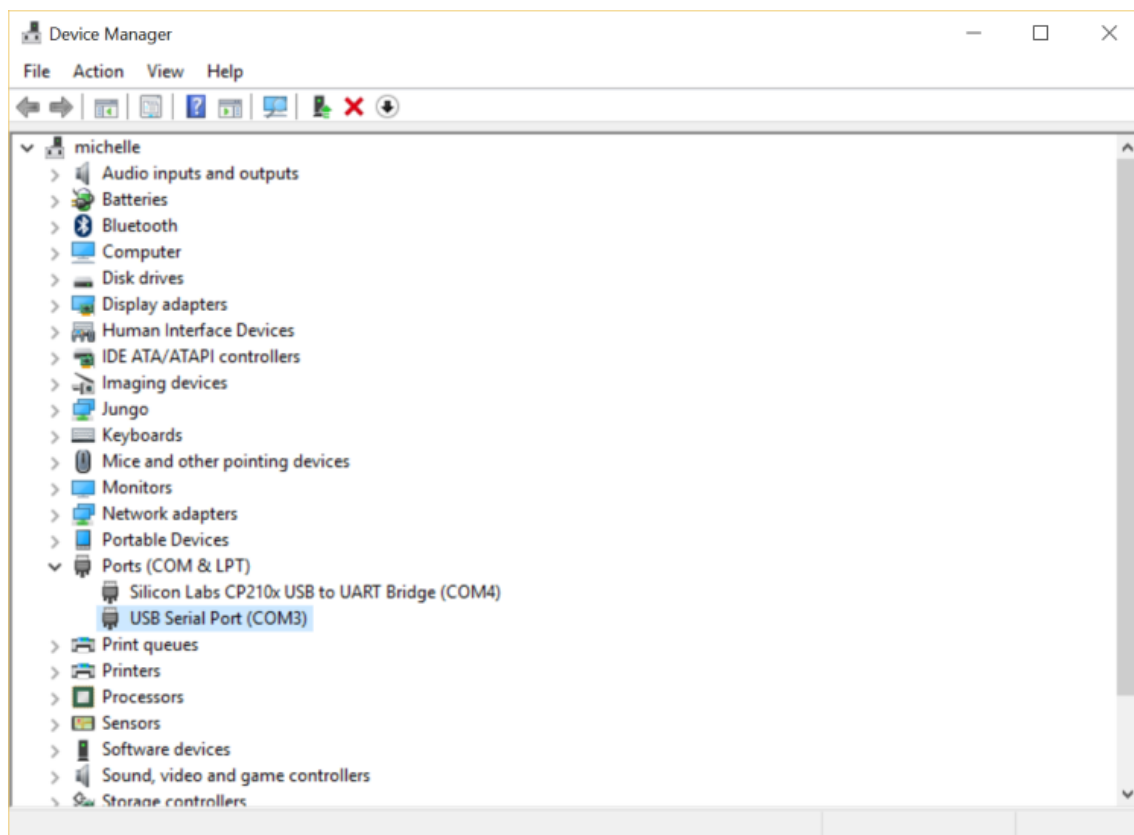 Device Manager
File Action View Help
michelle
Audio inputs and outputs
Batteries
Bluetooth
Computer
Disk drives
Display adapters
Human Interface Devices
IDE ATA/ATAPI controllers
Imaging devices
Jungo
Keyboards
Mice and other pointing devices
Monitors
Network adapters
Portable Devices
Ports (COM & LPT)
Silicon Labs CP210x USB to UART Bridge (COM4)
USB Serial Port (COM3)
Print queues
Printers
Processors
Sensors
Software devices
Sound, video and game controllers
Storage controllers